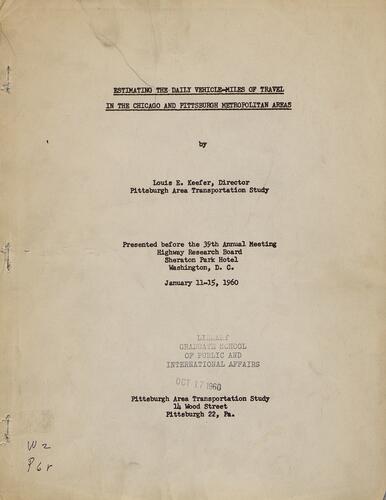 ESTIMATING THE DAILY VEHICLE-MILES OF TRAVEL
IN THE CHICAGO AND PITTSBURGH METROPOLITAN AREAS
by
Louis E. Keefer, Director
Pittsburgh Area Transportation Study
Presented before the 39th Annual Meeting
Highway Research Board
Sheraton Park Hotel
Washington, D. C.
January 11-15, 1960
LIBRARY
GRADUATE SCHOOL
OF PUBLIC AND
INTERNATIONAL AFFAIRS
OCT 17 1960
Pittsburgh Area Transportation Study
14 Wood Street
Pittsburgh 22, Pa.
W2
P6r